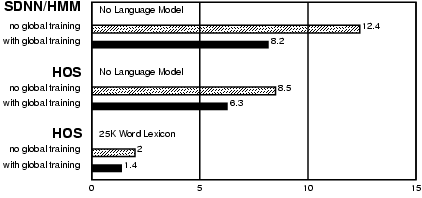 SDNN/HMM No Language Model
no global training 12.4
with global training 8.2
HOS No Language Model
no global training 8.5
with global training 6.3
HOS 25K Word Lexicon
no global training 2
with global training 1.4
0 5 10 15